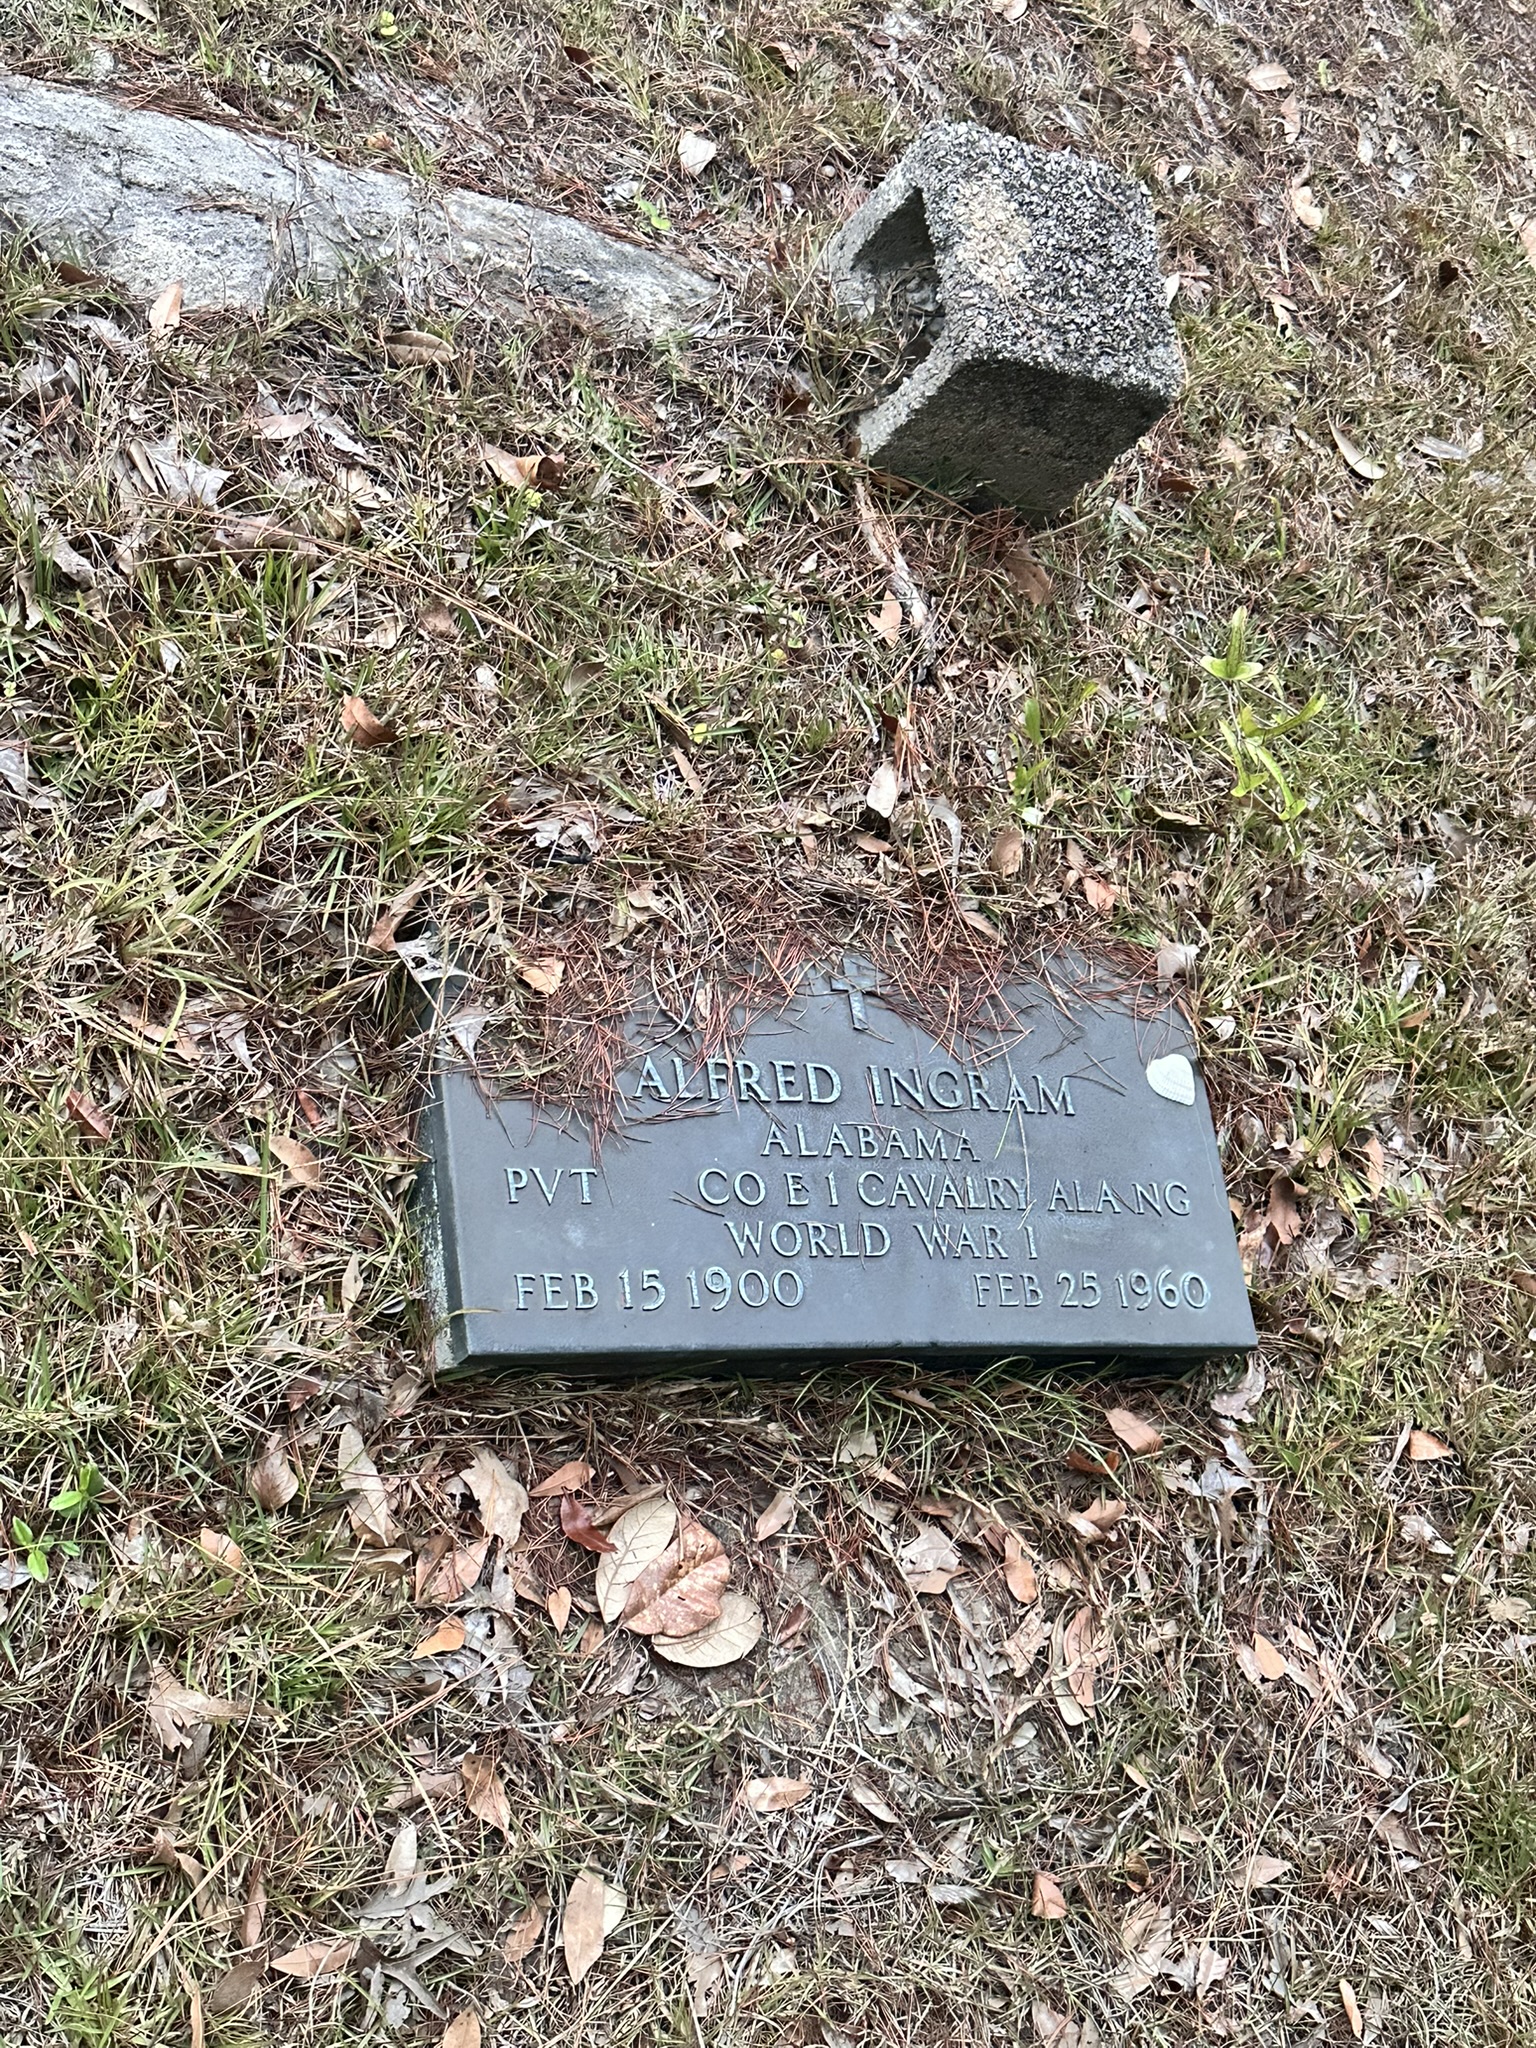 ALFRED INGRAM
ALABAMA
PVT CO E 1 CAVALRY ALA NG
WORLD WAR I
FEB 15 1900 FEB 25 1960